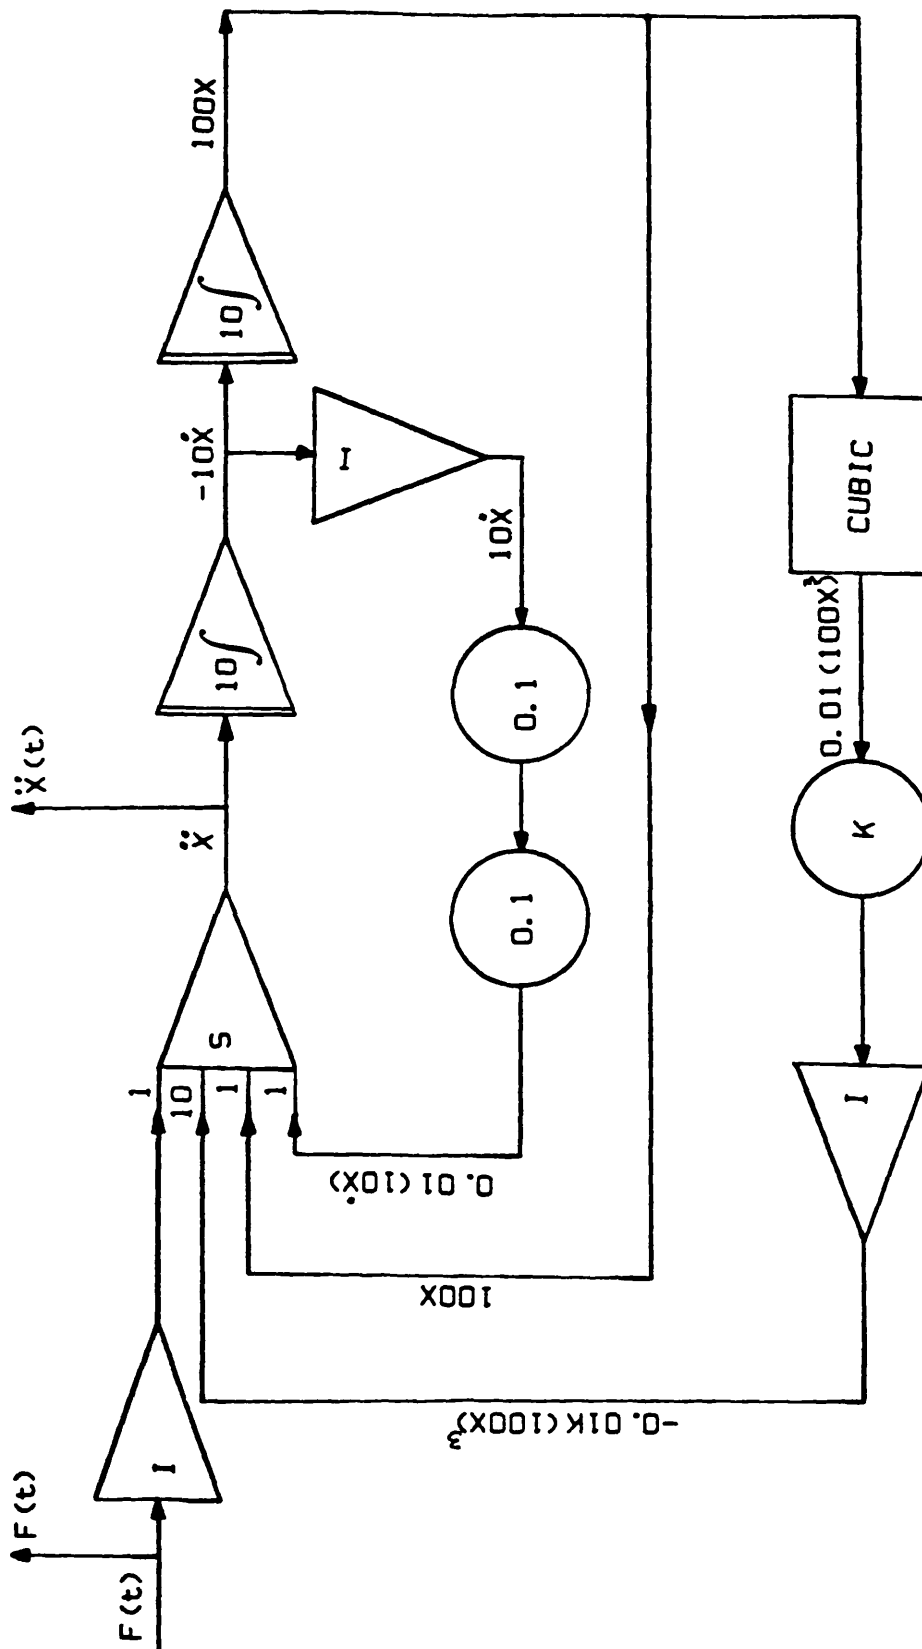 F(t)
F(t)
I
1
10
1
1
S
Ẍ
Ẍ(t)
10∫
-10Ẋ
10∫
100X
I
10Ẋ
0.1
0.1
0.01(10Ẋ)
100X
CUBIC
0.01(100X)³
K
I
-0.01K(100X)³